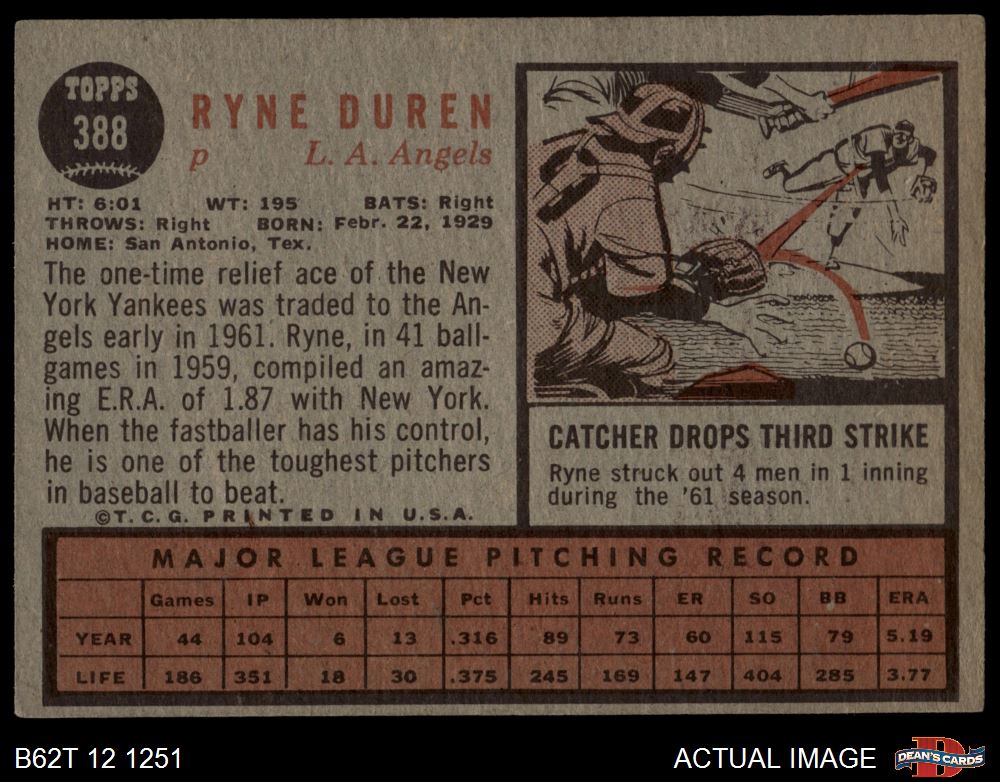 TOPPS
388
RYNE DUREN
p L. A. Angels
HT: 6:01 WT: 195 BATS: Right
THROWS: Right BORN: Febr. 22, 1929
HOME: San Antonio, Tex.
The one-time relief ace of the New
York Yankees was traded to the An-
gels early in 1961. Ryne, in 41 ball-
games in 1959, compiled an amaz-
ing E.R.A. of 1.87 with New York.
When the fastballer has his control,
he is one of the toughest pitchers
in baseball to beat.
©T. C. G. PRINTED IN U.S.A.
CATCHER DROPS THIRD STRIKE
Ryne struck out 4 men in 1 inning
during the '61 season.
MAJOR LEAGUE PITCHING RECORD
Games IP Won Lost Pct Hits Runs ER SO BB ERA
YEAR 44 104 6 13 .316 89 73 60 115 79 5.19
LIFE 186 351 18 30 .375 245 169 147 404 285 3.77
B62T 12 1251
ACTUAL IMAGE
D
DEAN'S CARDS